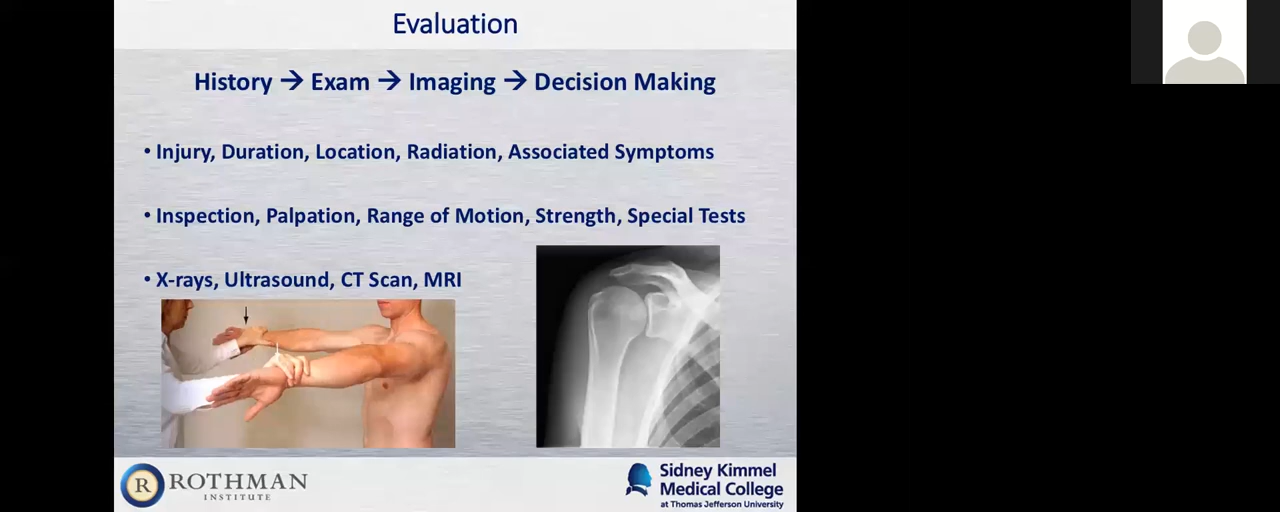 Evaluation
History → Exam → Imaging → Decision Making
• Injury, Duration, Location, Radiation, Associated Symptoms
• Inspection, Palpation, Range of Motion, Strength, Special Tests
• X-rays, Ultrasound, CT Scan, MRI
R ROTHMAN
INSTITUTE
Sidney Kimmel
Medical College
at Thomas Jefferson University